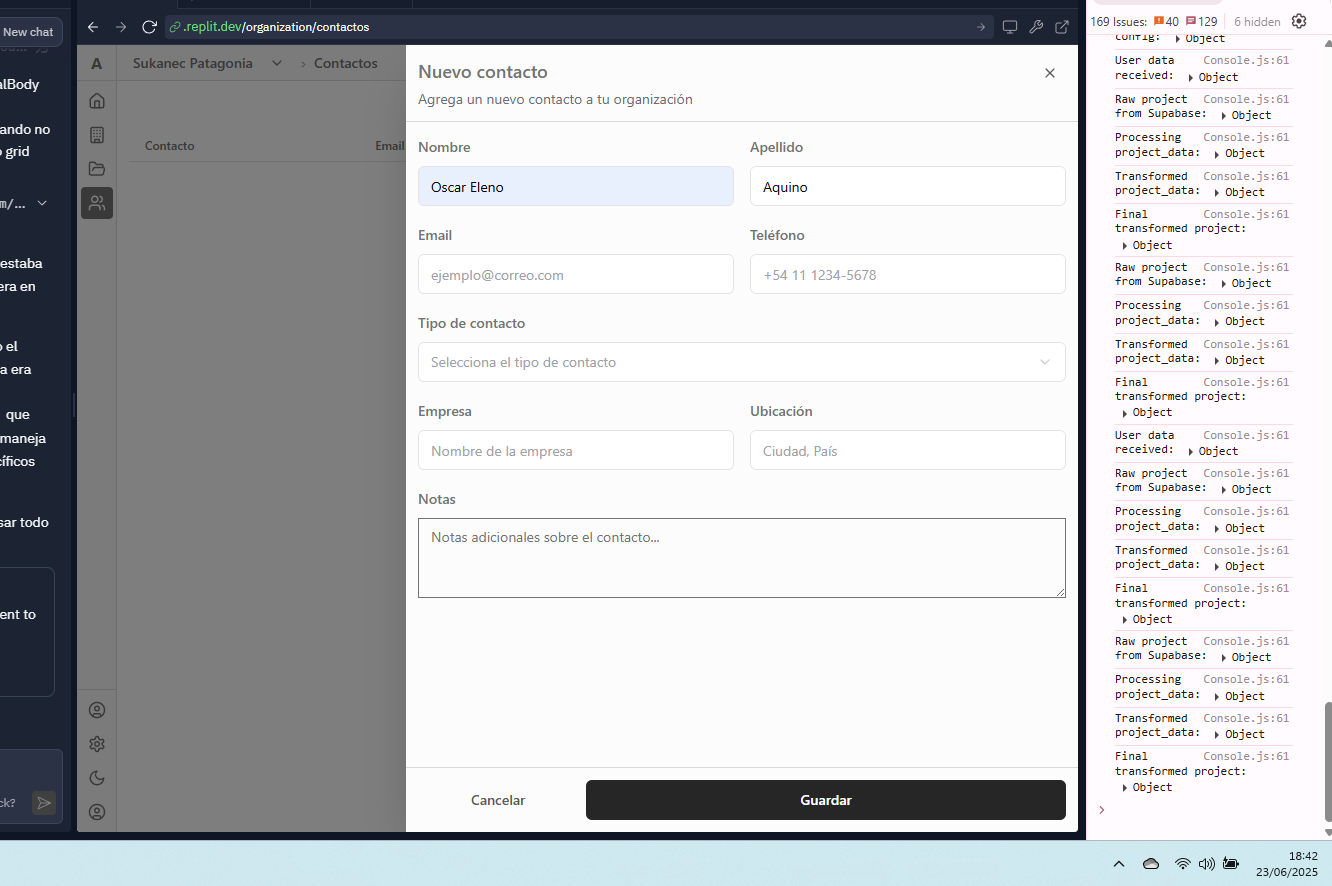 New chat
alBody
ando no
o grid
m/...
estaba
era en
o el
a era
que
maneja
cíficos
sar todo
ent to
ck?
.replit.dev/organization/contactos
A
Sukanec Patagonia
Contactos
Contacto
Email
Nuevo contacto
Agrega un nuevo contacto a tu organización
Nombre
Apellido
Oscar Eleno
Aquino
Email
Teléfono
ejemplo@correo.com
+54 11 1234-5678
Tipo de contacto
Selecciona el tipo de contacto
Empresa
Ubicación
Nombre de la empresa
Ciudad, País
Notas
Notas adicionales sobre el contacto...
Cancelar
Guardar
169 Issues: 40 129 6 hidden
config: Object
User data Console.js:61
received: Object
Raw project Console.js:61
from Supabase: Object
Processing Console.js:61
project_data: Object
Transformed Console.js:61
project_data: Object
Final Console.js:61
transformed project:
Object
Raw project Console.js:61
from Supabase: Object
Processing Console.js:61
project_data: Object
Transformed Console.js:61
project_data: Object
Final Console.js:61
transformed project:
Object
User data Console.js:61
received: Object
Raw project Console.js:61
from Supabase: Object
Processing Console.js:61
project_data: Object
Transformed Console.js:61
project_data: Object
Final Console.js:61
transformed project:
Object
Raw project Console.js:61
from Supabase: Object
Processing Console.js:61
project_data: Object
Transformed Console.js:61
project_data: Object
Final Console.js:61
transformed project:
Object
18:42
23/06/2025